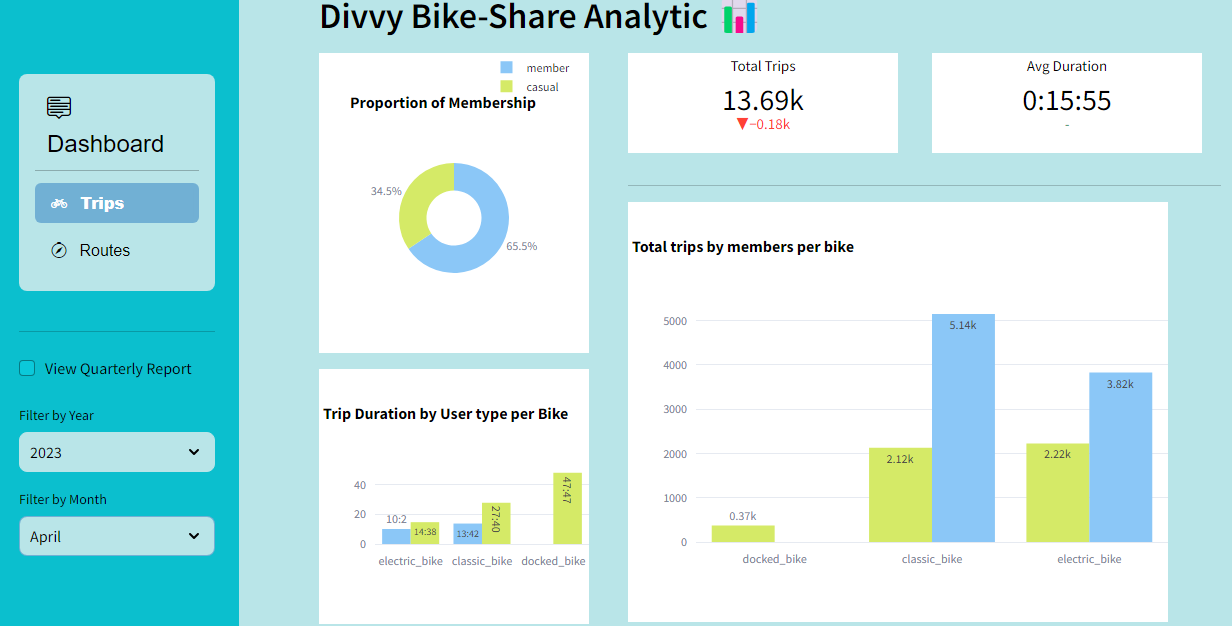 Divvy Bike-Share Analytic
Dashboard
Trips
Routes
View Quarterly Report
Filter by Year
2023
Filter by Month
April
member
casual
Proportion of Membership
34.5%
65.5%
Total Trips
13.69k
▼−0.18k
Avg Duration
0:15:55
-
Trip Duration by User type per Bike
40
20
0
10:2
14:38
13:42
27:40
47:47
electric_bike classic_bike docked_bike
Total trips by members per bike
5000
4000
3000
2000
1000
0
0.37k
2.12k
5.14k
2.22k
3.82k
docked_bike classic_bike electric_bike